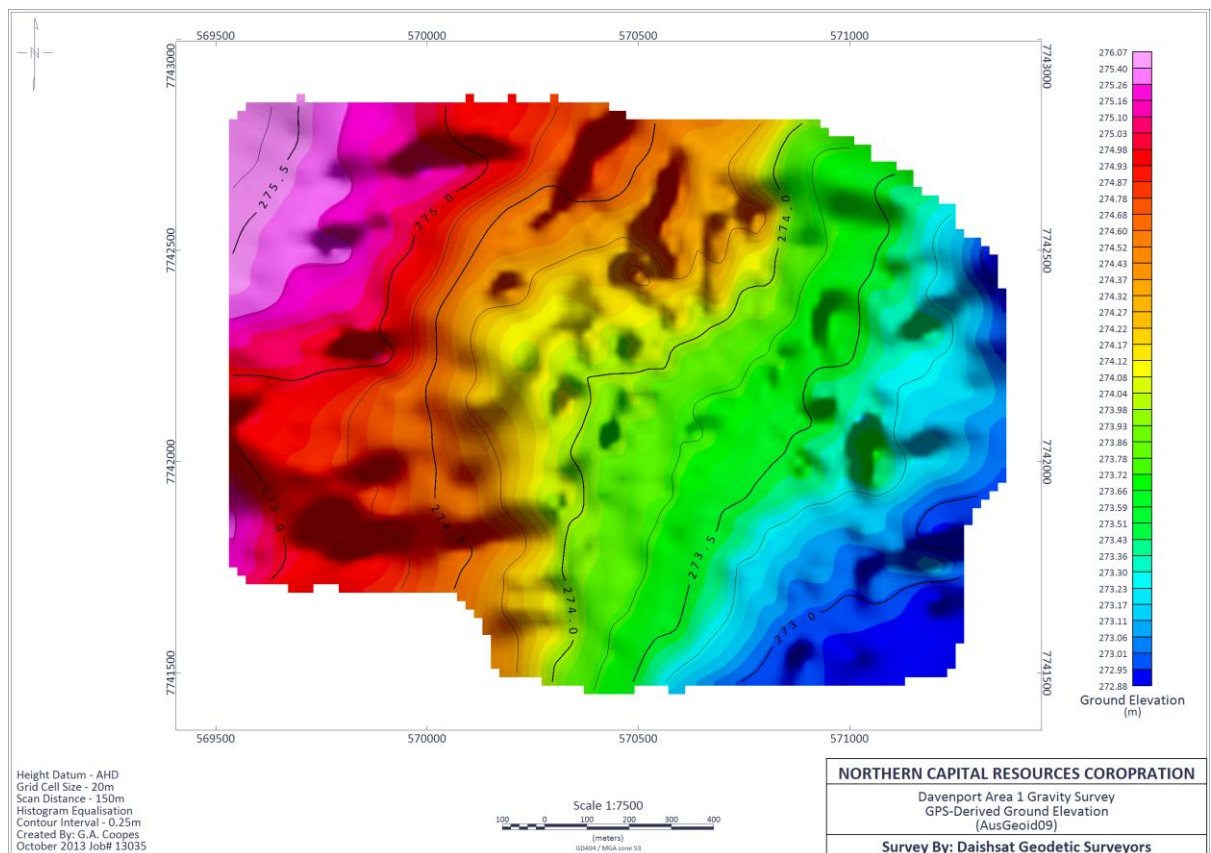 N
569500 570000 570500 571000
7743000 7743000
7742500 7742500
7742000 7742000
7741500 7741500
569500 570000 570500 571000
275.5
275.0
274.0
275.0
274.5
274.0
273.5
273.0
276.07
275.40
275.26
275.16
275.10
275.03
274.98
274.93
274.87
274.78
274.68
274.60
274.52
274.43
274.37
274.32
274.27
274.22
274.17
274.12
274.08
274.04
273.98
273.93
273.86
273.78
273.72
273.66
273.59
273.51
273.43
273.36
273.30
273.23
273.17
273.11
273.06
273.01
272.95
272.88
Ground Elevation
(m)
Height Datum - AHD
Grid Cell Size - 20m
Scan Distance - 150m
Histogram Equalisation
Contour Interval - 0.25m
Created By: G.A. Coopes
October 2013 Job# 13035
Scale 1:7500
100 0 100 200 300 400
(meters)
GDA94 / MGA zone 53
NORTHERN CAPITAL RESOURCES COROPRATION
Davenport Area 1 Gravity Survey
GPS-Derived Ground Elevation
(AusGeoid09)
Survey By: Daishsat Geodetic Surveyors